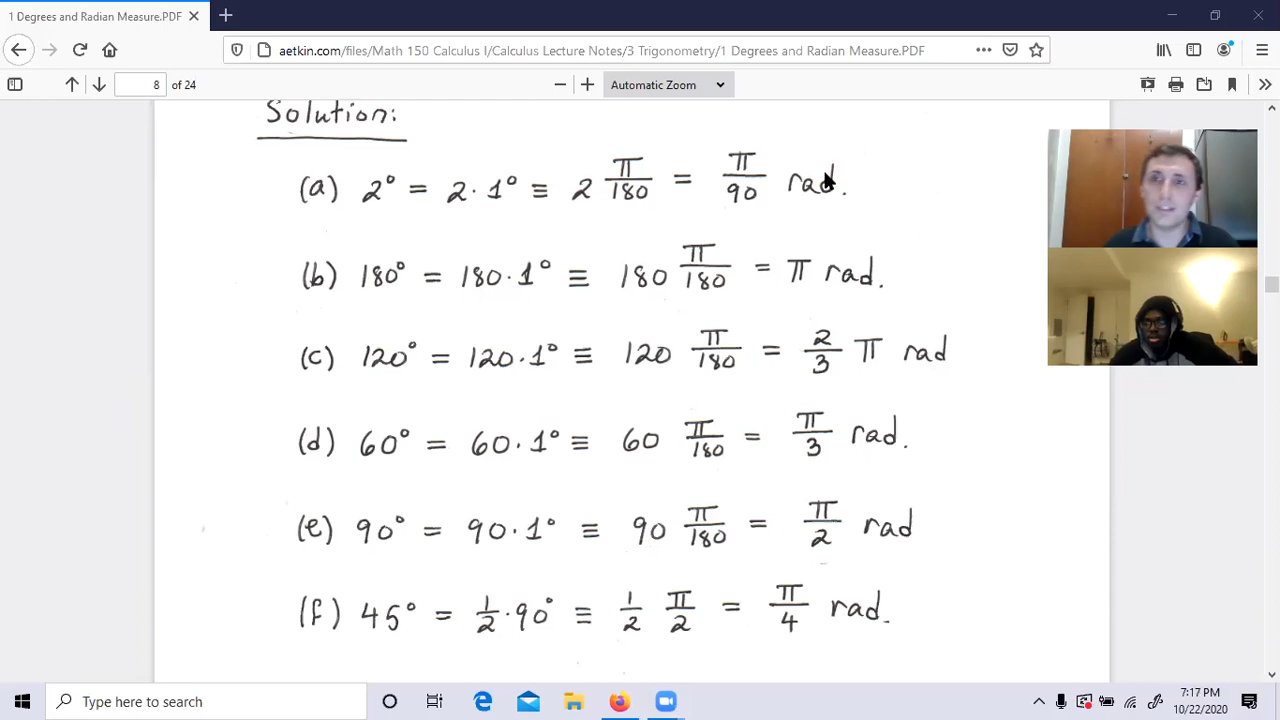 1 Degrees and Radian Measure.PDF
aetkin.com/files/Math 150 Calculus I/Calculus Lecture Notes/3 Trigonometry/1 Degrees and Radian Measure.PDF
8 of 24
Automatic Zoom
Solution:
(a) 2° = 2·1° ≡ 2 π/180 = π/90 rad.
(b) 180° = 180·1° ≡ 180 π/180 = π rad.
(c) 120° = 120·1° ≡ 120 π/180 = 2/3 π rad
(d) 60° = 60·1° ≡ 60 π/180 = π/3 rad.
(e) 90° = 90·1° ≡ 90 π/180 = π/2 rad
(f) 45° = 1/2·90° ≡ 1/2 π/2 = π/4 rad.
Type here to search
7:17 PM
10/22/2020